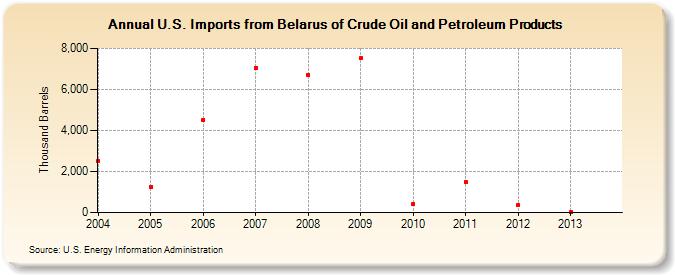 Annual U.S. Imports from Belarus of Crude Oil and Petroleum Products
Thousand Barrels
8,000
6,000
4,000
2,000
0
2004 2005 2006 2007 2008 2009 2010 2011 2012 2013
Source: U.S. Energy Information Administration